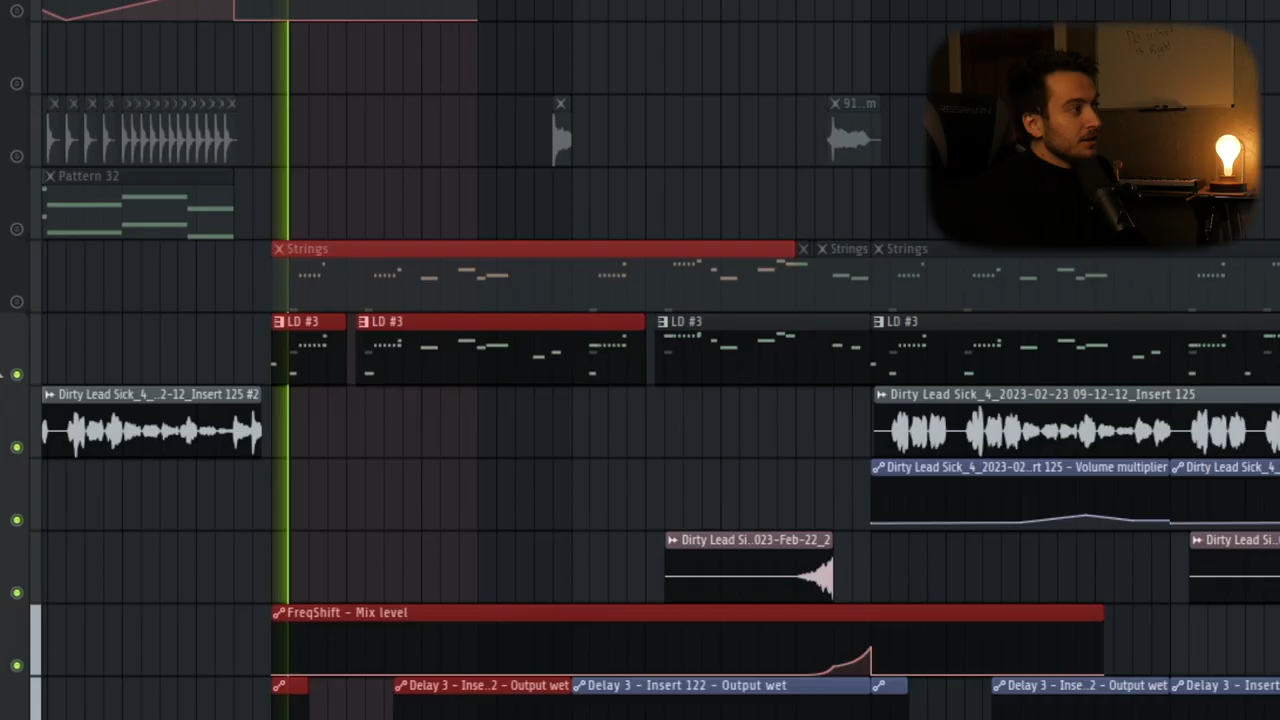 91..m
Pattern 32
Strings
Strings
Strings
LD #3
LD #3
LD #3
LD #3
Dirty Lead Sick_4_..2-12_Insert 125 #2
Dirty Lead Sick_4_2023-02-23 09-12-12_Insert 125
Dirty Lead Sick_4_2023-02..rt 125 - Volume multiplier
Dirty Lead Sick_4_
Dirty Lead Si..023-Feb-22_2
Dirty Lead Si..
FreqShift - Mix level
Delay 3 - Inse..2 - Output wet
Delay 3 - Insert 122 - Output wet
Delay 3 - Inse..2 - Output wet
Delay 3 - Insert